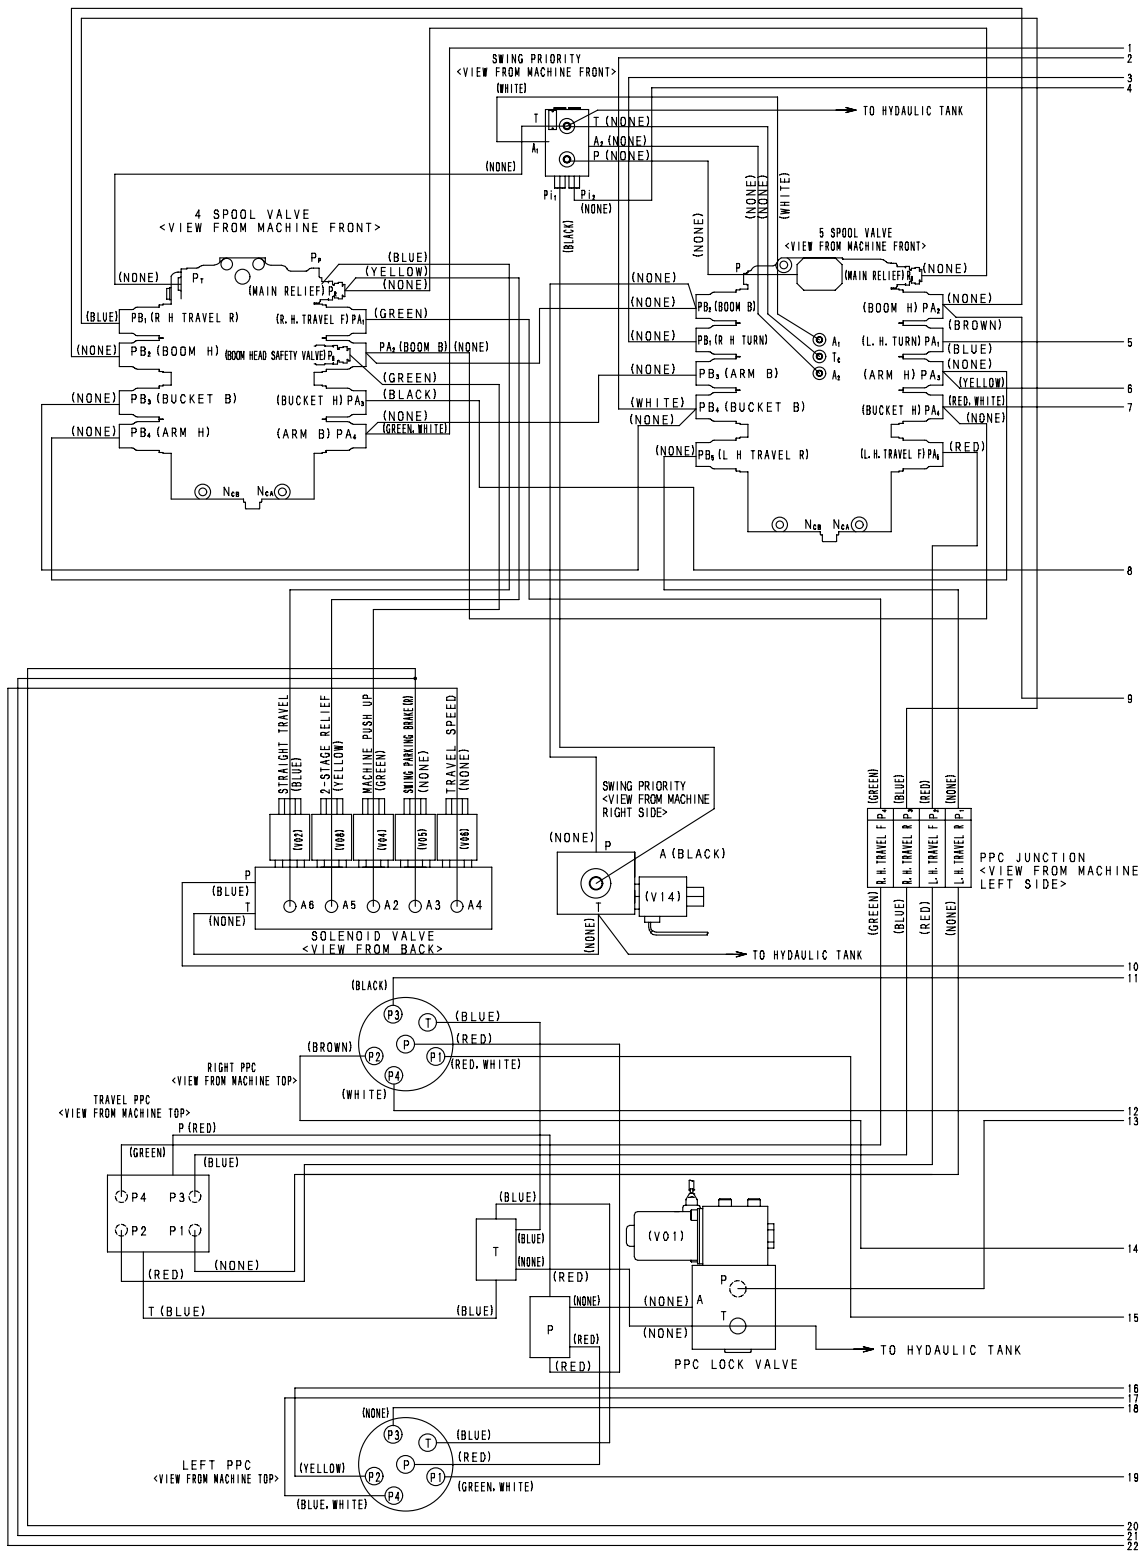 1
SWING PRIORITY
2
<VIEW FROM MACHINE FRONT>
3
(WHITE)
4
TO HYDAULIC TANK
T
T (NONE)
A₂ (NONE)
A₁
P (NONE)
(NONE)
Pi₁ Pi₂
(NONE)
(BLACK)
(NONE)
(NONE)
(NONE)
(WHITE)
4 SPOOL VALVE
<VIEW FROM MACHINE FRONT>
5 SPOOL VALVE
<VIEW FROM MACHINE FRONT>
(NONE)
P_T
P_P
(BLUE)
(YELLOW)
(NONE)
(MAIN RELIEF)
(BLUE)
PB₁ (R H TRAVEL R)
(R. H. TRAVEL F) PA₁
(GREEN)
(NONE)
PB₂ (BOOM H)
(BOOM HEAD SAFETY VALVE)
PA₂ (BOOM B) (NONE)
(GREEN)
(NONE)
PB₃ (BUCKET B)
(BUCKET H) PA₃
(BLACK)
(NONE)
PB₄ (ARM H)
(ARM B) PA₄
(NONE)
(GREEN, WHITE)
N_CB N_CA
P
(MAIN RELIEF)
(NONE)
(NONE)
(NONE)
PB₂ (BOOM B)
(BOOM H) PA₂
(NONE)
(BROWN)
(NONE)
PB₁ (R H TURN)
A₁
(L. H. TURN) PA₁
5
(BLUE)
T_C
(NONE)
PB₃ (ARM B)
A₂
(ARM H) PA₃
(NONE)
(YELLOW)
6
(WHITE)
PB₄ (BUCKET B)
(BUCKET H) PA₄
(RED, WHITE)
7
(NONE)
(NONE)
(NONE)
PB₅ (L H TRAVEL R)
(L. H. TRAVEL F) PA₅
(RED)
N_CB N_CA
8
9
STRAIGHT TRAVEL
(BLUE)
2-STAGE RELIEF
(YELLOW)
MACHINE PUSH UP
(GREEN)
SWING PARKING BRAKE(R)
(NONE)
TRAVEL SPEED
(NONE)
(V02)
(V08)
(V04)
(V05)
(V06)
P
(BLUE)
T
(NONE)
A6 A5 A2 A3 A4
SOLENOID VALVE
<VIEW FROM BACK>
SWING PRIORITY
<VIEW FROM MACHINE
RIGHT SIDE>
(NONE)
P
A (BLACK)
(V14)
T
(NONE)
TO HYDAULIC TANK
(GREEN)
(BLUE)
(RED)
(NONE)
R. H. TRAVEL F P₄
R. H. TRAVEL R P₃
L. H. TRAVEL F P₂
L. H. TRAVEL R P₁
PPC JUNCTION
<VIEW FROM MACHINE
LEFT SIDE>
(GREEN)
(BLUE)
(RED)
(NONE)
10
11
(BLACK)
P3
T
(BLUE)
P
(RED)
(BROWN)
P2
P1
(RED, WHITE)
P4
(WHITE)
RIGHT PPC
<VIEW FROM MACHINE TOP>
12
13
TRAVEL PPC
<VIEW FROM MACHINE TOP>
P (RED)
(GREEN)
(BLUE)
P4 P3
P2 P1
(NONE)
(RED)
T (BLUE)
(BLUE)
(BLUE)
T
(BLUE)
(NONE)
(RED)
(V01)
14
P
(NONE)
(NONE)
A
T
15
P
(RED)
(NONE)
(RED)
PPC LOCK VALVE
TO HYDAULIC TANK
16
17
18
(NONE)
P3
T
(BLUE)
P
(RED)
LEFT PPC
<VIEW FROM MACHINE TOP>
(YELLOW)
P2
P1
19
(GREEN, WHITE)
P4
(BLUE, WHITE)
20
21
22